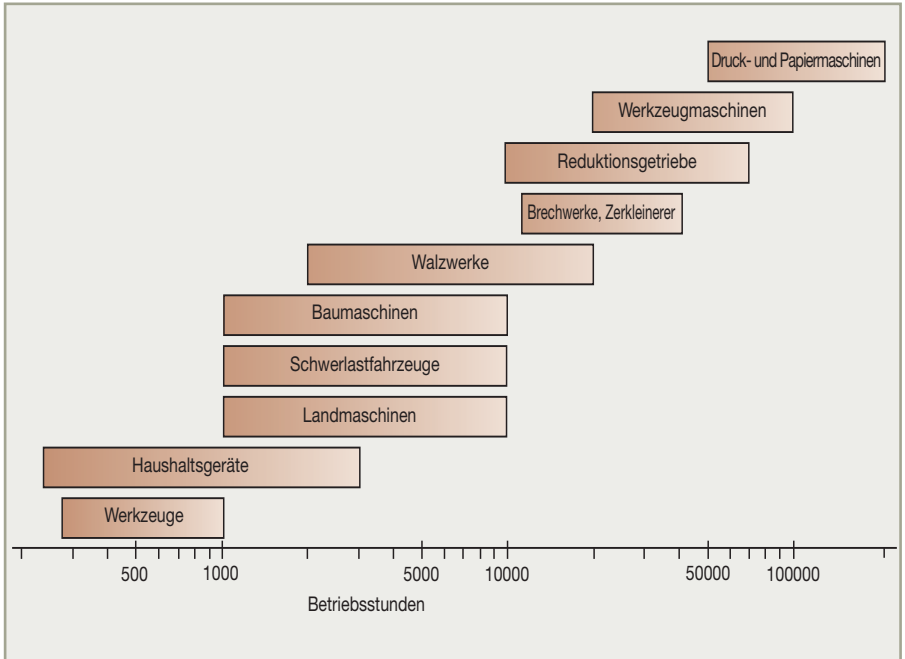 Druck- und Papiermaschinen
Werkzeugmaschinen
Reduktionsgetriebe
Brechwerke, Zerkleinerer
Walzwerke
Baumaschinen
Schwerlastfahrzeuge
Landmaschinen
Haushaltsgeräte
Werkzeuge
500 1000 5000 10000 50000 100000
Betriebsstunden